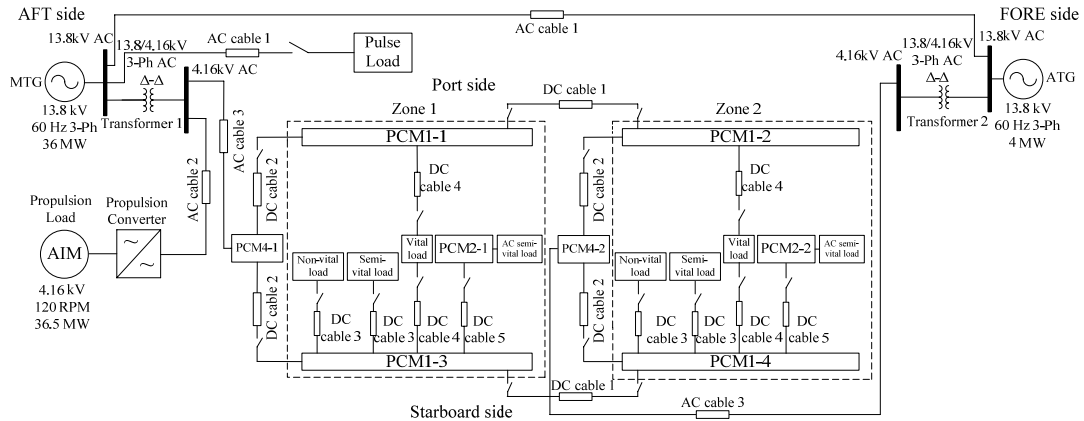 AFT side
FORE side
AC cable 1
13.8kV AC
13.8/4.16kV
3-Ph AC
Δ-Δ
Transformer 1
MTG
13.8 kV
60 Hz 3-Ph
36 MW
4.16kV AC
AC cable 1
Pulse
Load
AC cable 3
AC cable 2
Propulsion
Load
AIM
4.16 kV
120 RPM
36.5 MW
Propulsion
Converter
Port side
Zone 1
PCM1-1
DC cable 1
Zone 2
PCM1-2
DC cable 2
PCM4-1
DC cable 2
DC
cable 4
Non-vital
load
Semi-
vital load
Vital
load
PCM2-1
AC semi-
vital load
DC
cable 3
DC
cable 3
DC
cable 4
DC
cable 5
PCM1-3
DC cable 2
PCM4-2
DC cable 2
DC
cable 4
Non-vital
load
Semi-
vital load
Vital
load
PCM2-2
AC semi-
vital load
DC
cable 3
DC
cable 3
DC
cable 4
DC
cable 5
PCM1-4
DC cable 1
Starboard side
AC cable 3
4.16kV AC
13.8/4.16kV
3-Ph AC
Δ-Δ
Transformer 2
13.8kV AC
ATG
13.8 kV
60 Hz 3-Ph
4 MW